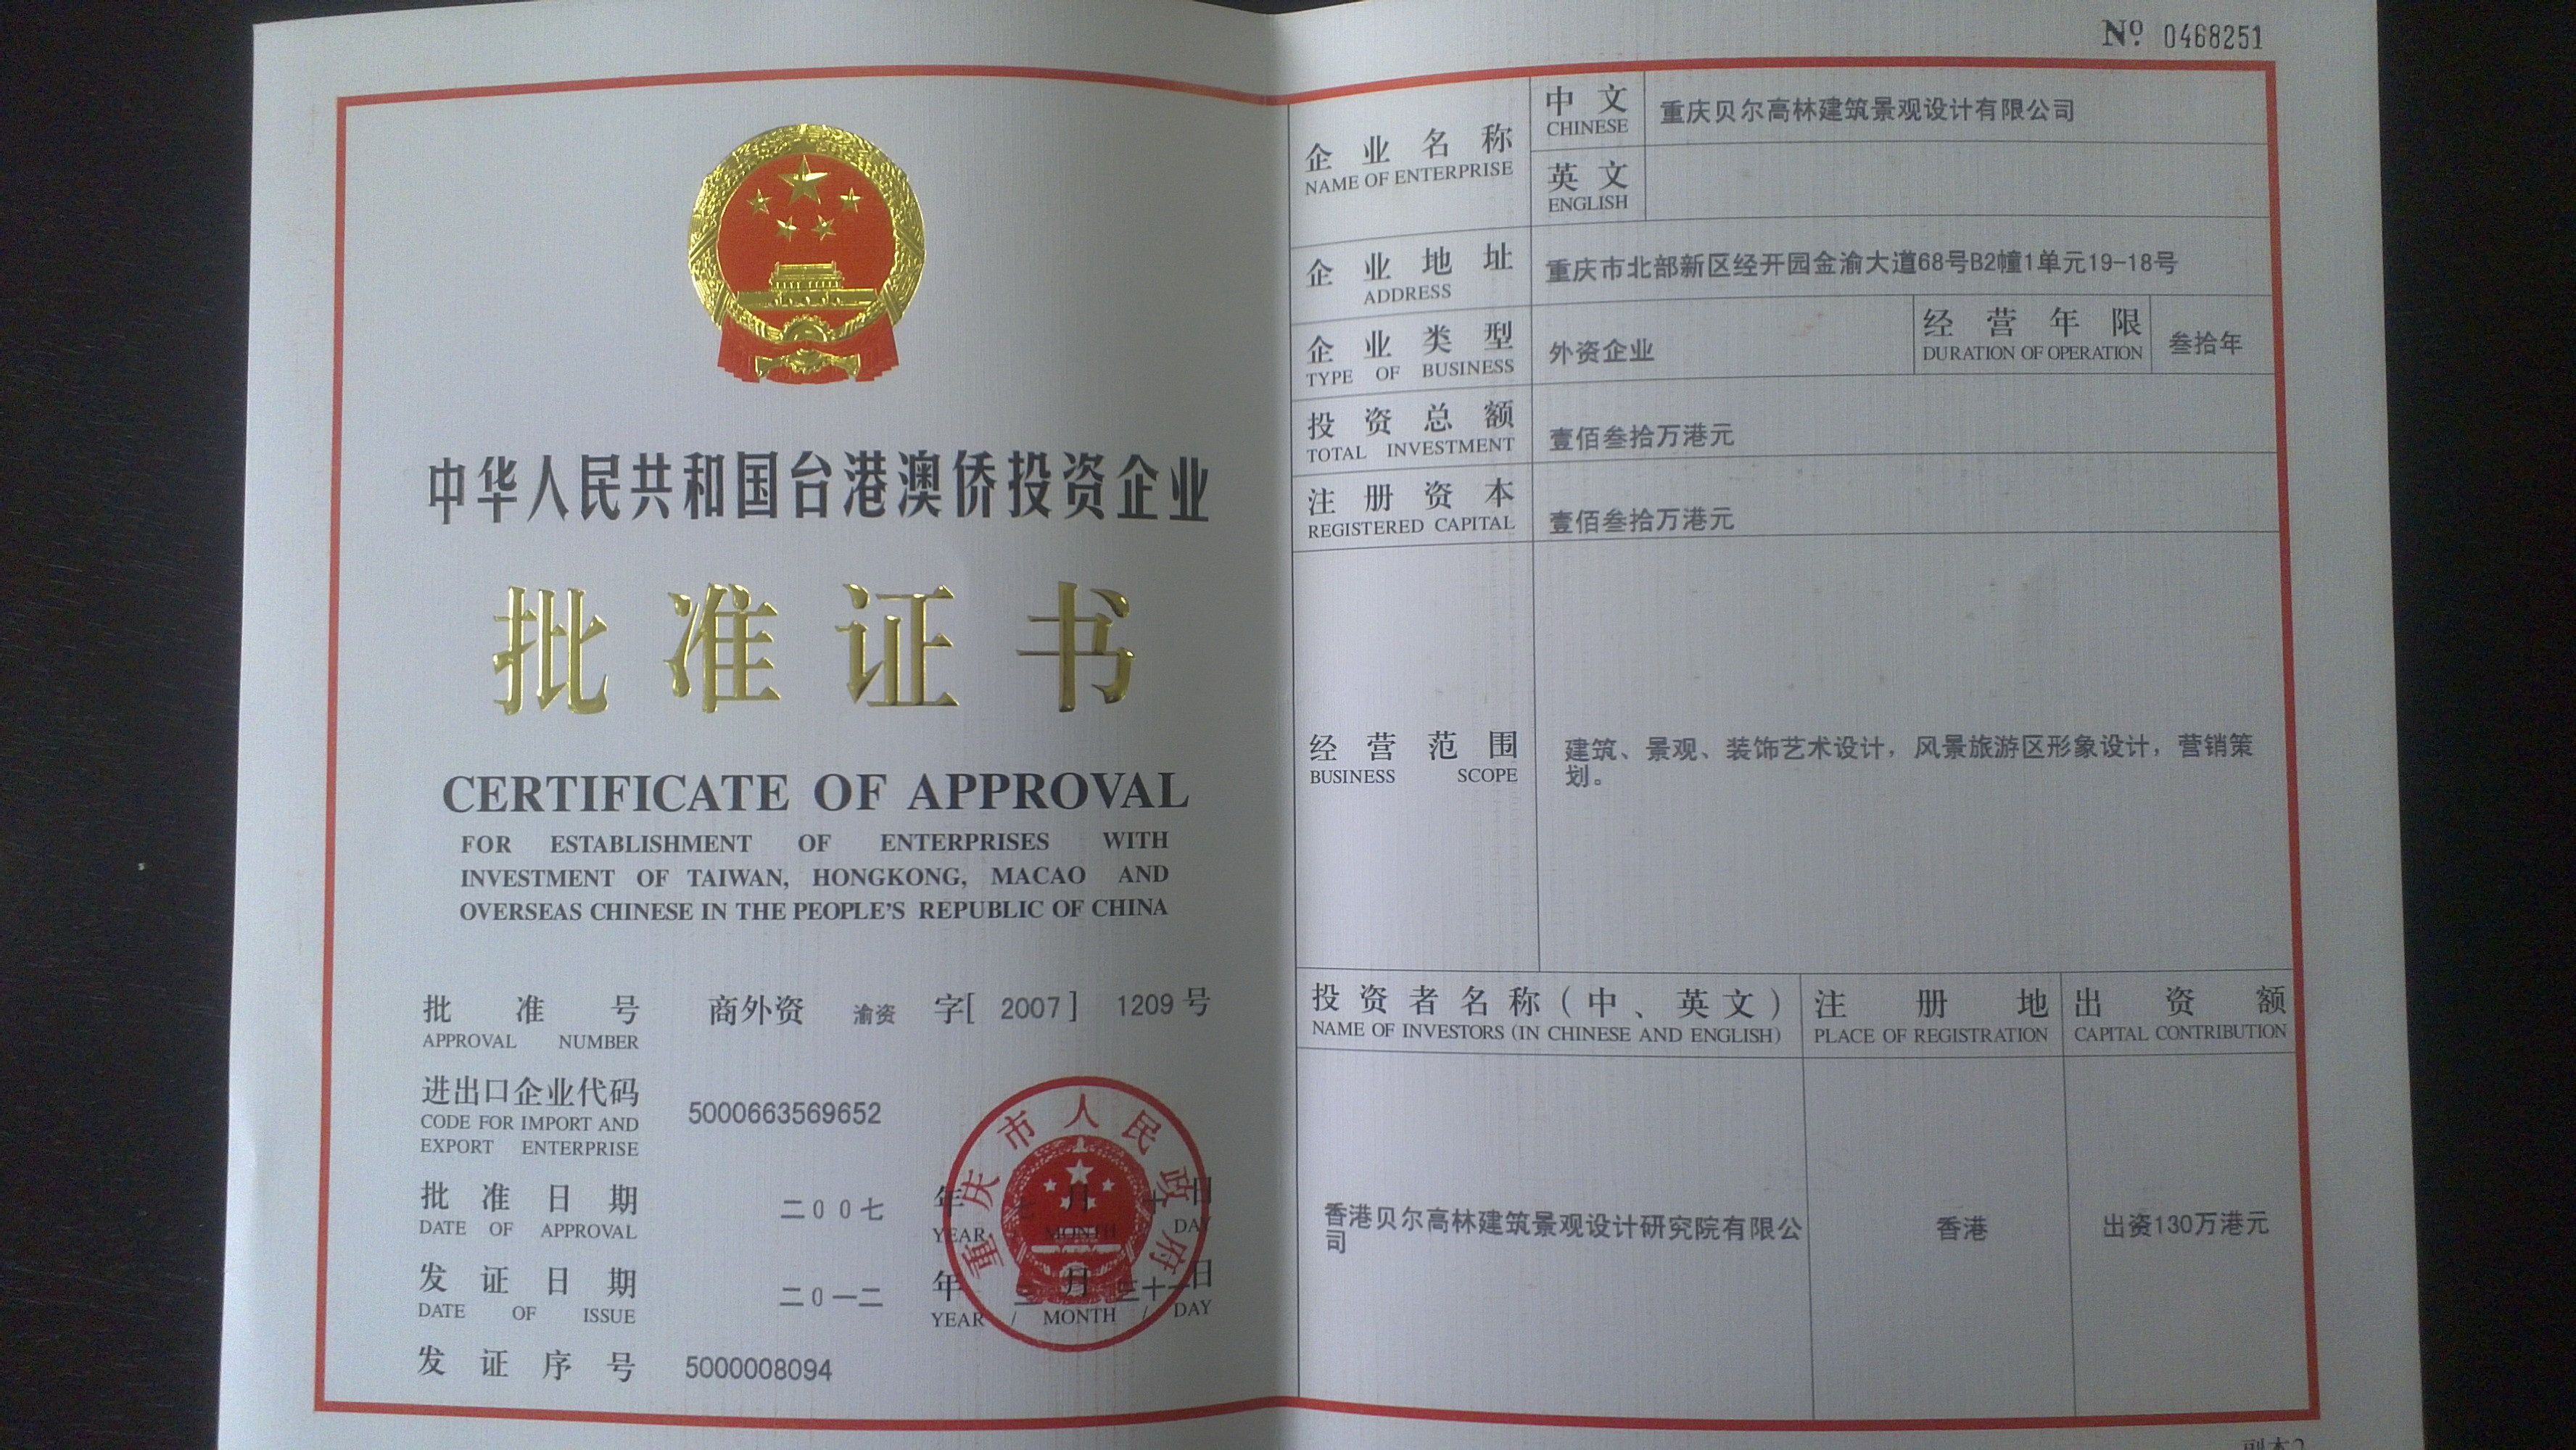 No. 0468251
中华人民共和国台港澳侨投资企业
批准证书
CERTIFICATE OF APPROVAL
FOR ESTABLISHMENT OF ENTERPRISES WITH
INVESTMENT OF TAIWAN, HONGKONG, MACAO AND
OVERSEAS CHINESE IN THE PEOPLE'S REPUBLIC OF CHINA
批准号 商外资 渝资 字[ 2007 ] 1209 号
APPROVAL NUMBER
进出口企业代码 5000663569652
CODE FOR IMPORT AND
EXPORT ENTERPRISE
批准日期 二00七 年 七 月 十 日
DATE OF APPROVAL YEAR MONTH DAY
发证日期 二0一二 年 月 三十一 日
DATE OF ISSUE YEAR / MONTH / DAY
发证序号 5000008094
重庆市人民政府
企业名称
NAME OF ENTERPRISE
中文 重庆贝尔高林建筑景观设计有限公司
CHINESE
英文
ENGLISH
企业地址 重庆市北部新区经开园金渝大道68号B2幢1单元19-18号
ADDRESS
企业类型 外资企业
TYPE OF BUSINESS
经营年限 叁拾年
DURATION OF OPERATION
投资总额 壹佰叁拾万港元
TOTAL INVESTMENT
注册资本 壹佰叁拾万港元
REGISTERED CAPITAL
经营范围
BUSINESS SCOPE
建筑、景观、装饰艺术设计，风景旅游区形象设计，营销策
划。
投资者名称(中、英文) 注册地 出资额
NAME OF INVESTORS (IN CHINESE AND ENGLISH) PLACE OF REGISTRATION CAPITAL CONTRIBUTION
香港贝尔高林建筑景观设计研究院有限公 香港 出资130万港元
司
副本2